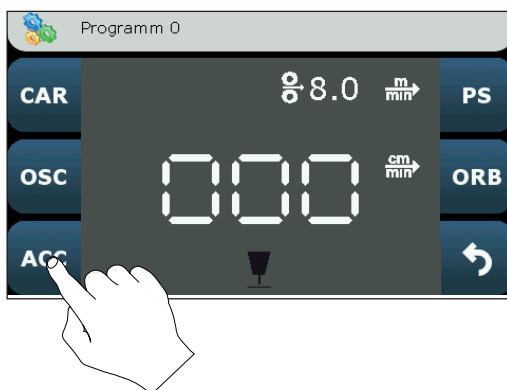 Programm 0
CAR
8.0 m/min
PS
OSC
000 cm/min
ORB
ACC